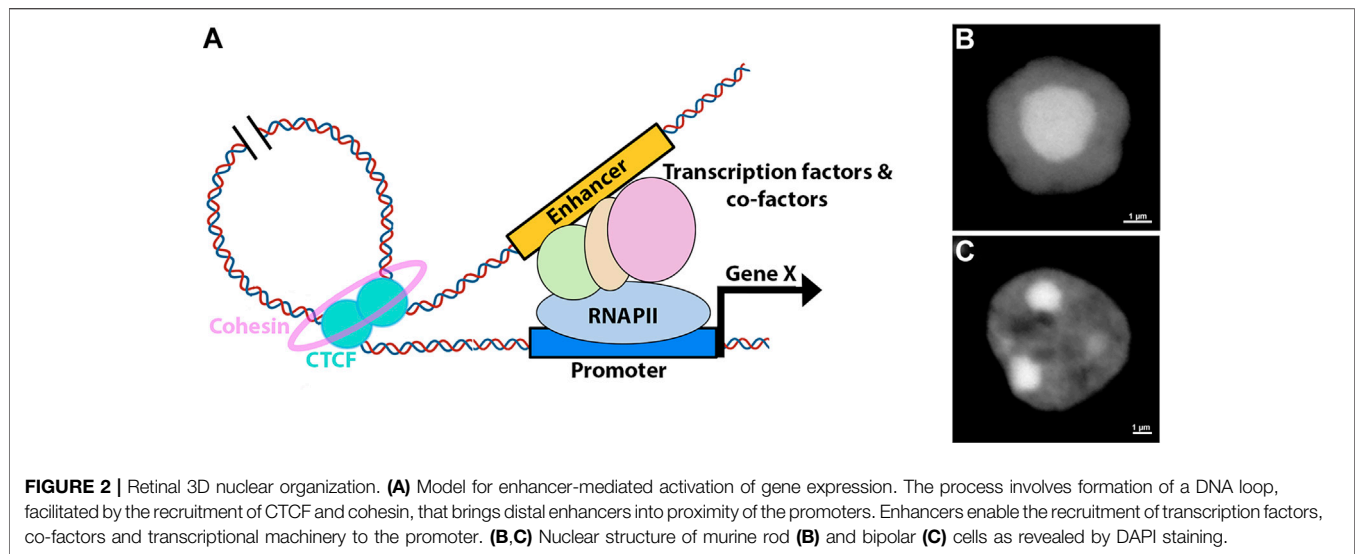 A
B
Enhancer
Transcription factors &
co-factors
1 µm
C
Gene X
Cohesin
RNAPII
CTCF
Promoter
1 µm
FIGURE 2 | Retinal 3D nuclear organization. (A) Model for enhancer-mediated activation of gene expression. The process involves formation of a DNA loop,
facilitated by the recruitment of CTCF and cohesin, that brings distal enhancers into proximity of the promoters. Enhancers enable the recruitment of transcription factors,
co-factors and transcriptional machinery to the promoter. (B,C) Nuclear structure of murine rod (B) and bipolar (C) cells as revealed by DAPI staining.